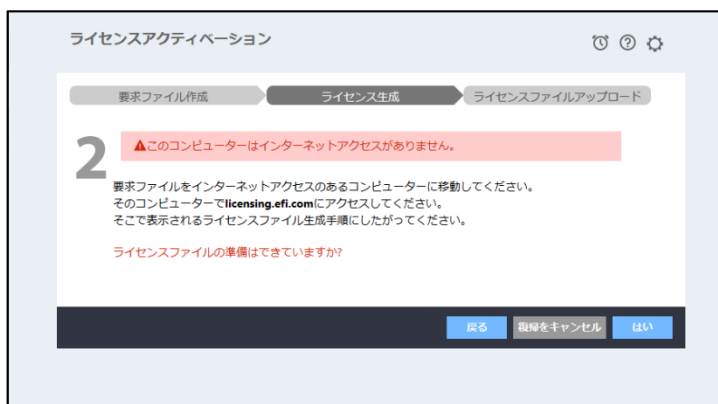 ライセンスアクティベーション
要求ファイル作成
ライセンス生成
ライセンスファイルアップロード
2
このコンピューターはインターネットアクセスがありません。
要求ファイルをインターネットアクセスのあるコンピューターに移動してください。
そのコンピューターでlicensing.efi.comにアクセスしてください。
そこで表示されるライセンスファイル生成手順にしたがってください。
ライセンスファイルの準備はできていますか?
戻る
復帰をキャンセル
はい